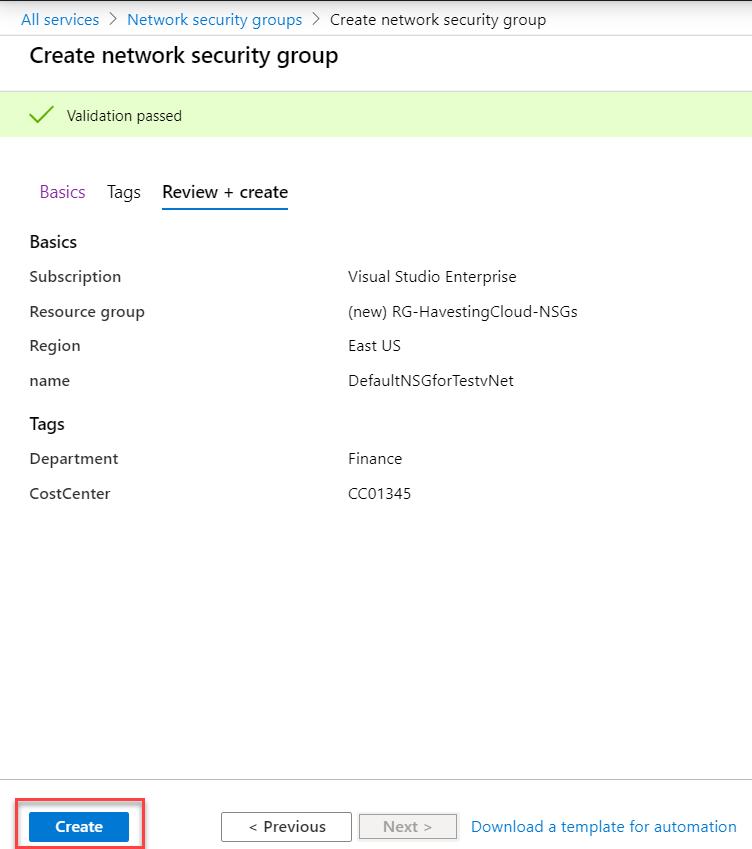 All services > Network security groups > Create network security group
Create network security group
Validation passed
Basics Tags Review + create
Basics
Subscription Visual Studio Enterprise
Resource group (new) RG-HavestingCloud-NSGs
Region East US
name DefaultNSGforTestvNet
Tags
Department Finance
CostCenter CC01345
Create < Previous Next > Download a template for automation